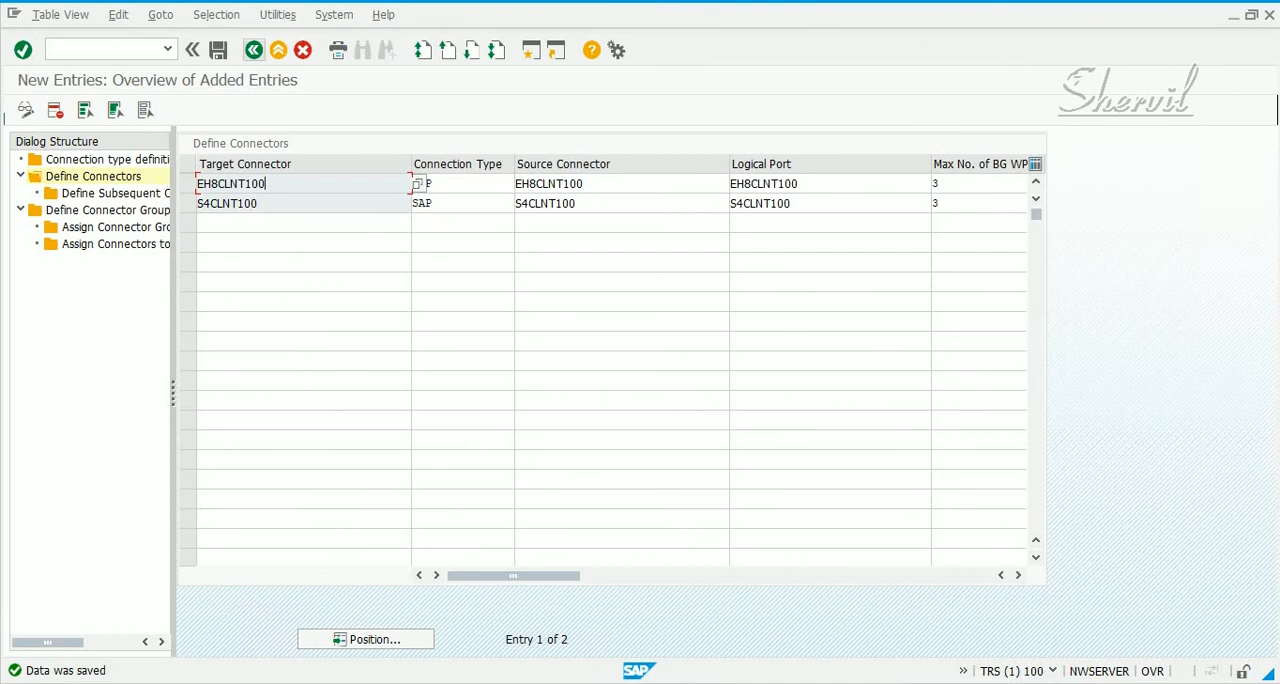 Table View Edit Goto Selection Utilities System Help
New Entries: Overview of Added Entries
Shervil
Dialog Structure
Connection type definiti
Define Connectors
Define Subsequent C
Define Connector Group
Assign Connector Gro
Assign Connectors to
Define Connectors
Target Connector Connection Type Source Connector Logical Port Max No. of BG WP
EH8CLNT100 P EH8CLNT100 EH8CLNT100 3
S4CLNT100 SAP S4CLNT100 S4CLNT100 3
Position... Entry 1 of 2
Data was saved SAP TRS (1) 100 NWSERVER OVR